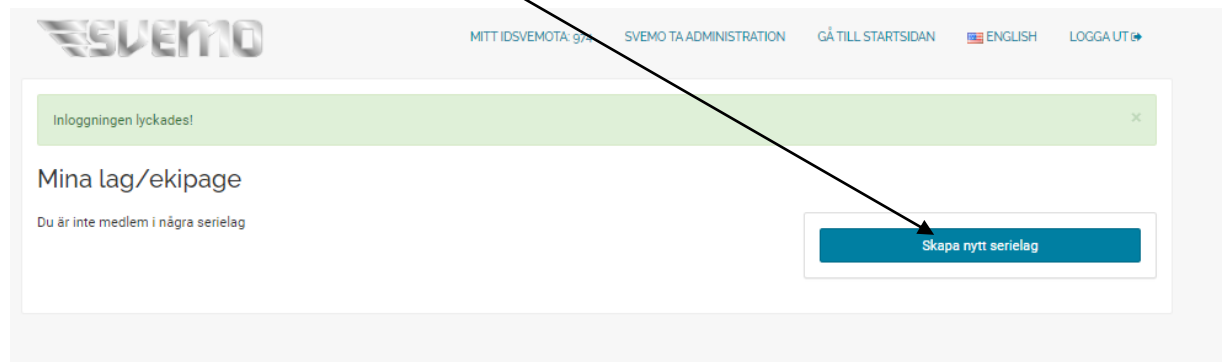 SVEMO
MITT IDSVEMOTA: 974 SVEMO TA ADMINISTRATION GÅ TILL STARTSIDAN ENGLISH LOGGA UT
Inloggningen lyckades! ×
Mina lag/ekipage
Du är inte medlem i några serielag
Skapa nytt serielag